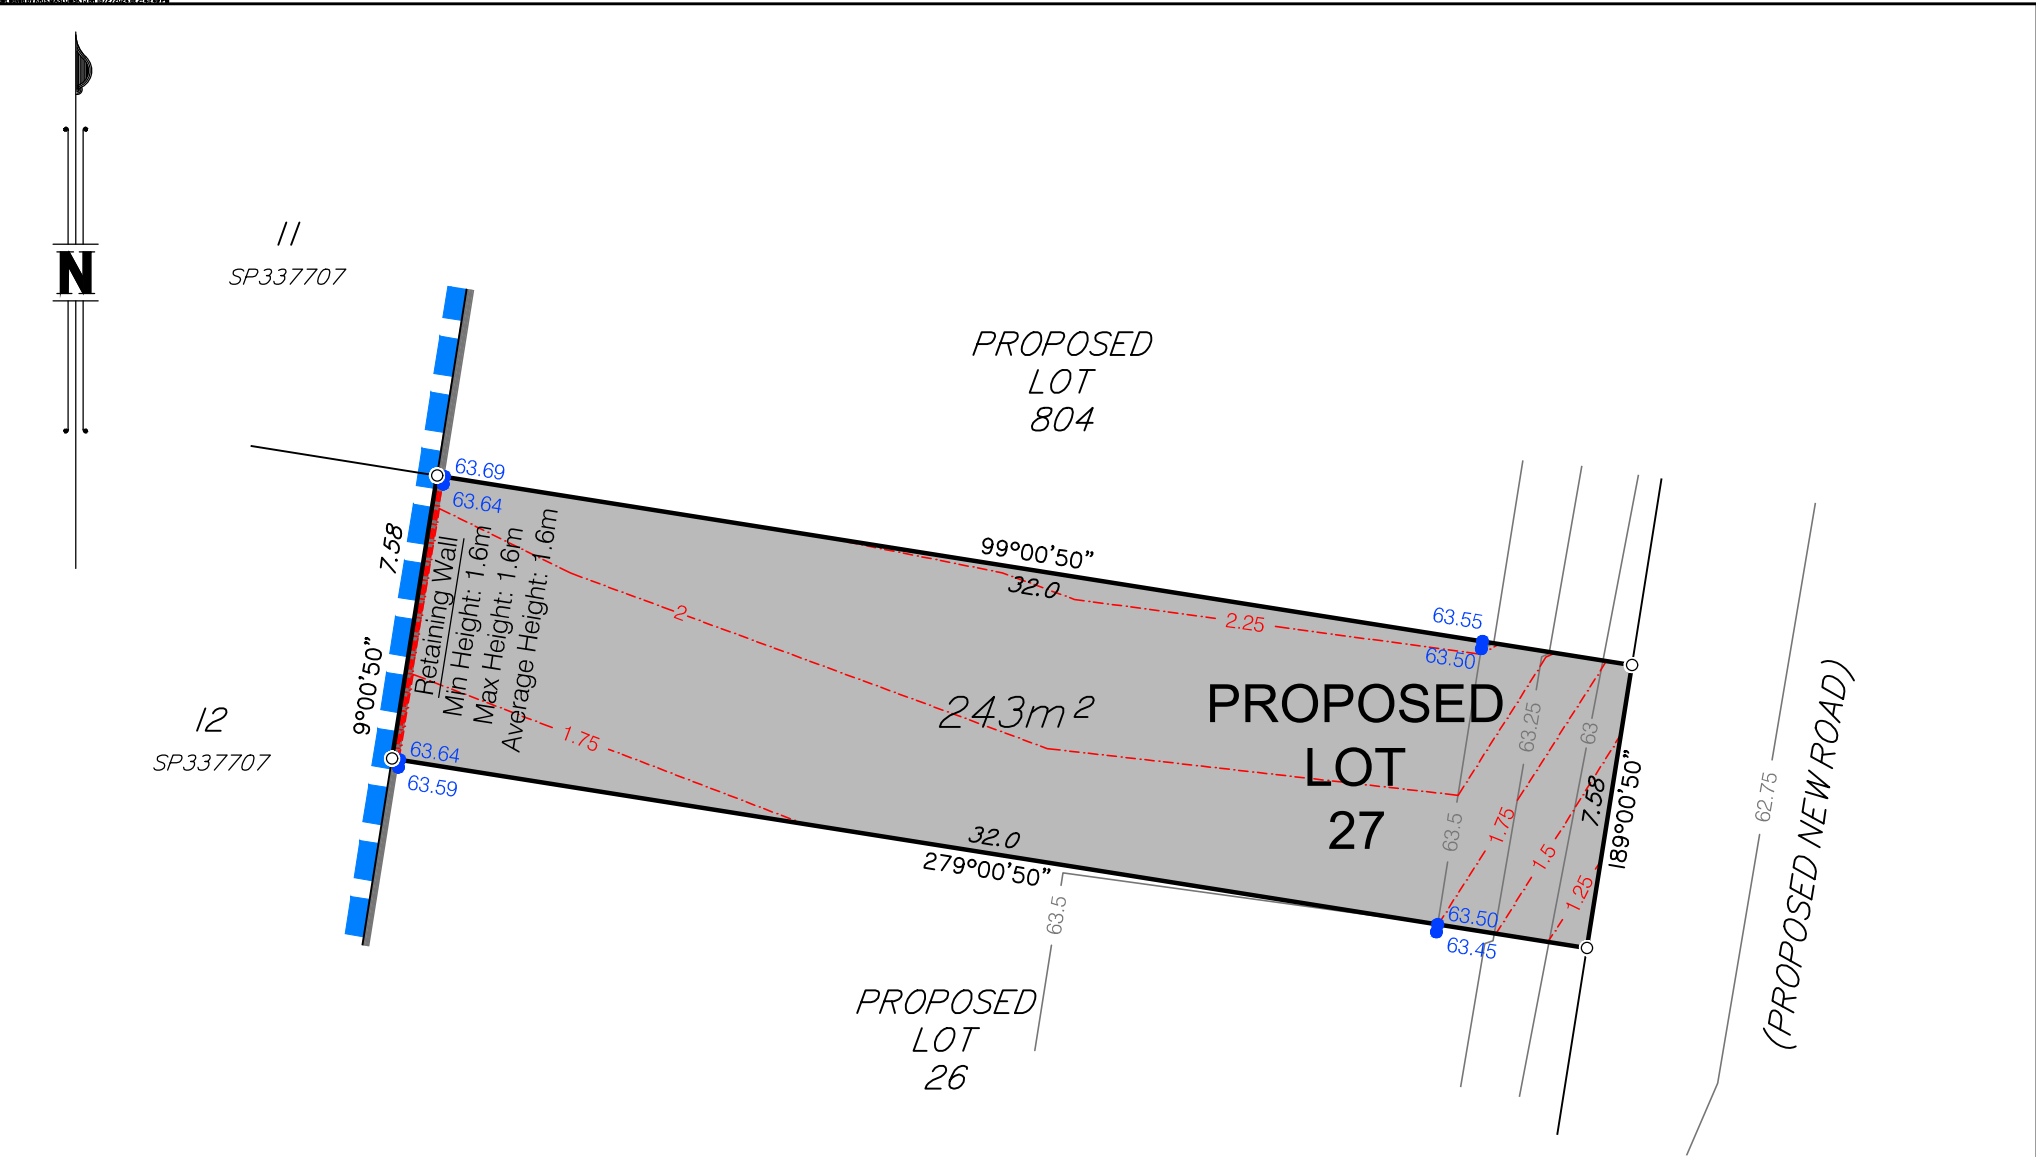 N
11
SP337707
PROPOSED
LOT
804
63.69
63.64
7.58
9°00'50"
Retaining Wall
Min Height: 1.6m
Max Height: 1.6m
Average Height: 1.6m
99°00'50"
32.0
2
2.25
63.55
63.50
243m²
PROPOSED
LOT
27
63.25
63
62.75
12
SP337707
1.75
63.64
63.59
32.0
279°00'50"
63.5
1.75
1.5
1.25
7.58
189°00'50"
63.50
63.45
63.5
(PROPOSED NEW ROAD)
PROPOSED
LOT
26